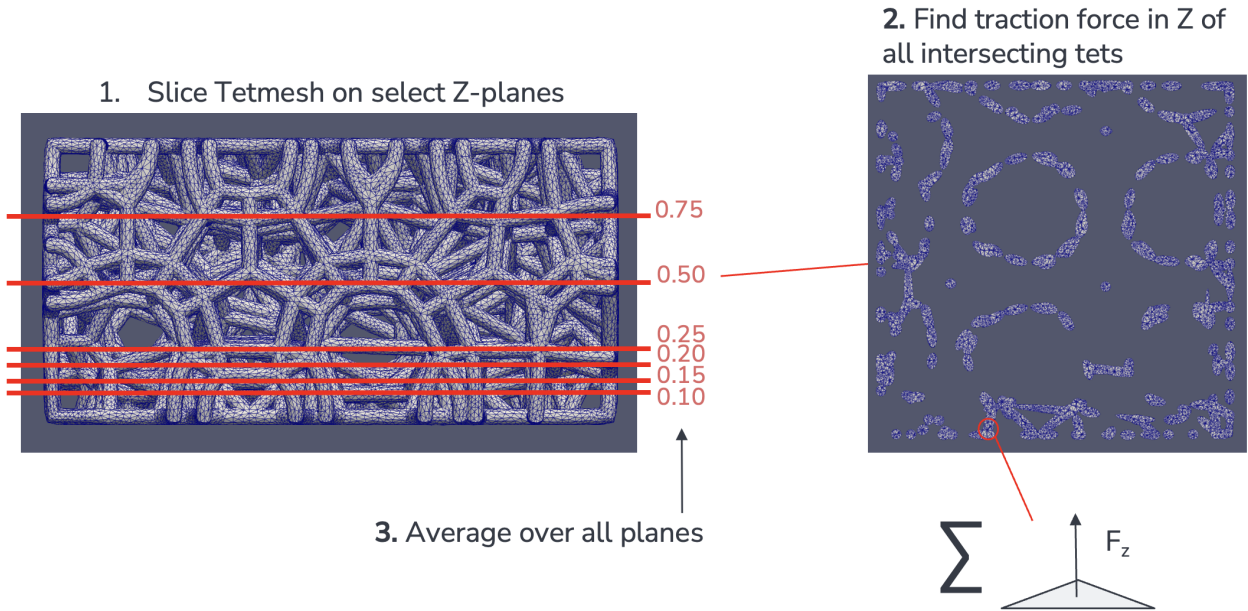 1. Slice Tetmesh on select Z-planes
0.75
0.50
0.25
0.20
0.15
0.10
3. Average over all planes
2. Find traction force in Z of
all intersecting tets
∑
Fz